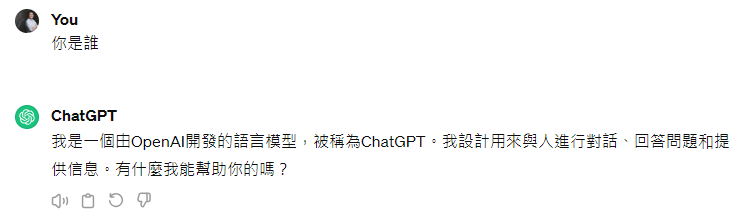 You
你是誰
ChatGPT
我是一個由OpenAI開發的語言模型，被稱為ChatGPT。我設計用來與人進行對話、回答問題和提
供信息。有什麼我能幫助你的嗎？